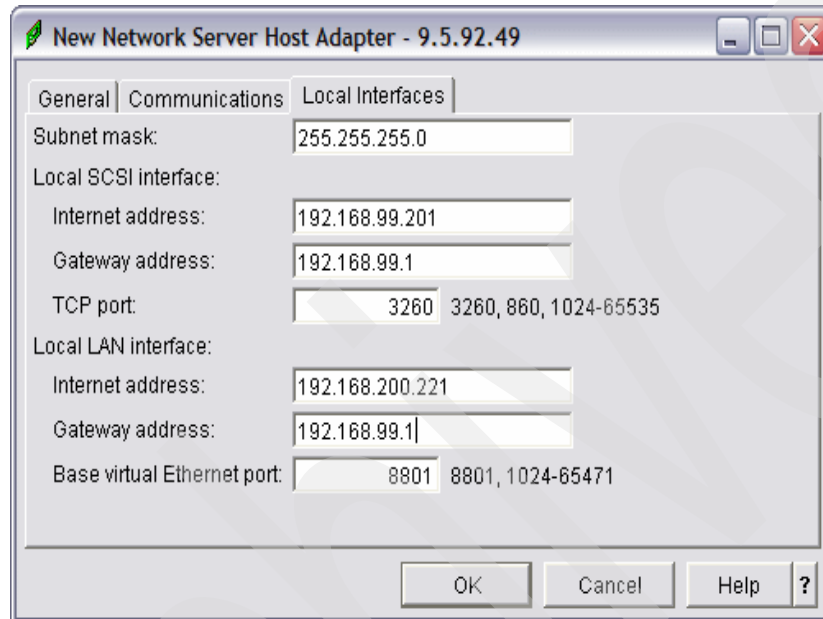 New Network Server Host Adapter - 9.5.92.49
General Communications Local Interfaces
Subnet mask: 255.255.255.0
Local SCSI interface:
Internet address: 192.168.99.201
Gateway address: 192.168.99.1
TCP port: 3260 3260, 860, 1024-65535
Local LAN interface:
Internet address: 192.168.200.221
Gateway address: 192.168.99.1
Base virtual Ethernet port: 8801 8801, 1024-65471
OK Cancel Help ?